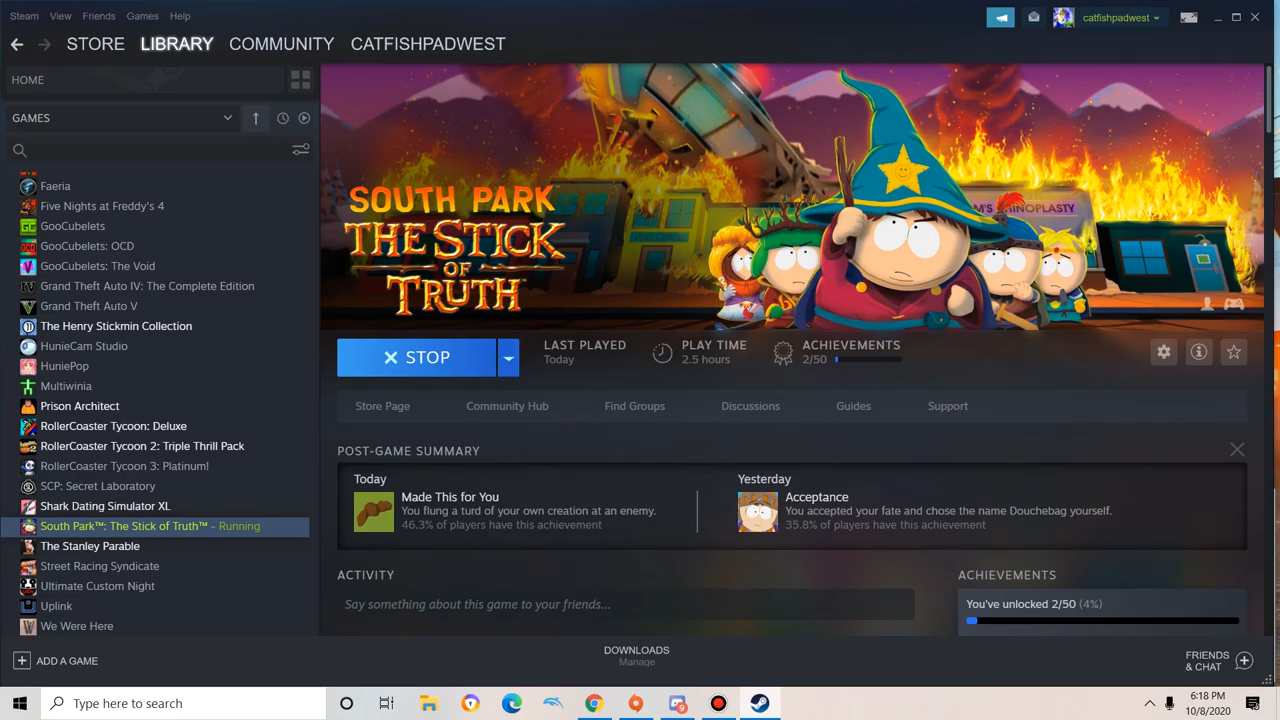 Steam View Friends Games Help
catfishpadwest
STORE LIBRARY COMMUNITY CATFISHPADWEST
HOME
GAMES
Faeria
Five Nights at Freddy's 4
GooCubelets
GooCubelets: OCD
GooCubelets: The Void
Grand Theft Auto IV: The Complete Edition
Grand Theft Auto V
The Henry Stickmin Collection
HunieCam Studio
HuniePop
Multiwinia
Prison Architect
RollerCoaster Tycoon: Deluxe
RollerCoaster Tycoon 2: Triple Thrill Pack
RollerCoaster Tycoon 3: Platinum!
SCP: Secret Laboratory
Shark Dating Simulator XL
South Park™: The Stick of Truth™ - Running
The Stanley Parable
Street Racing Syndicate
Ultimate Custom Night
Uplink
We Were Here
ADD A GAME
SOUTH PARK
THE STICK
OF
TRUTH
STOP
LAST PLAYED
Today
PLAY TIME
2.5 hours
ACHIEVEMENTS
2/50
Store Page Community Hub Find Groups Discussions Guides Support
POST-GAME SUMMARY
Today
Made This for You
You flung a turd of your own creation at an enemy.
46.3% of players have this achievement
Yesterday
Acceptance
You accepted your fate and chose the name Douchebag yourself.
35.8% of players have this achievement
ACTIVITY
Say something about this game to your friends...
ACHIEVEMENTS
You've unlocked 2/50 (4%)
DOWNLOADS
Manage
FRIENDS
& CHAT
Type here to search
9
6:18 PM
10/8/2020